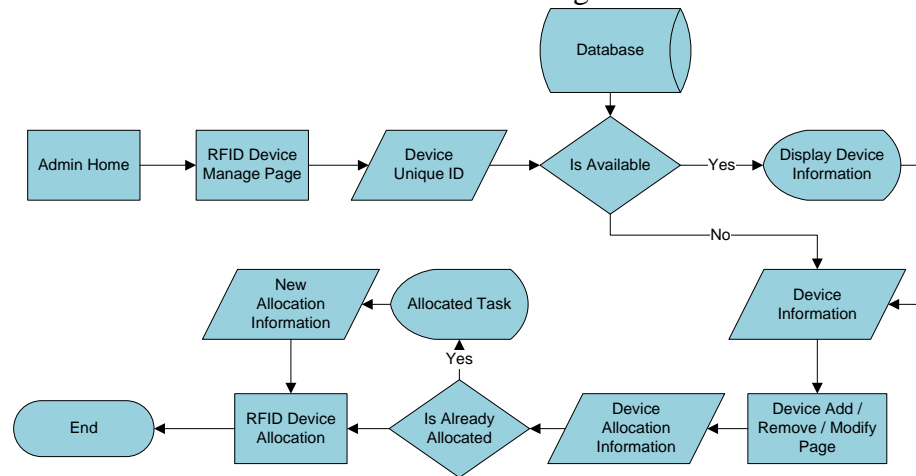 Database
Admin Home
RFID Device
Manage Page
Device
Unique ID
Is Available
Yes
Display Device
Information
No
New
Allocation
Information
Allocated Task
Device
Information
Yes
End
RFID Device
Allocation
Is Already
Allocated
Device
Allocation
Information
Device Add /
Remove / Modify
Page